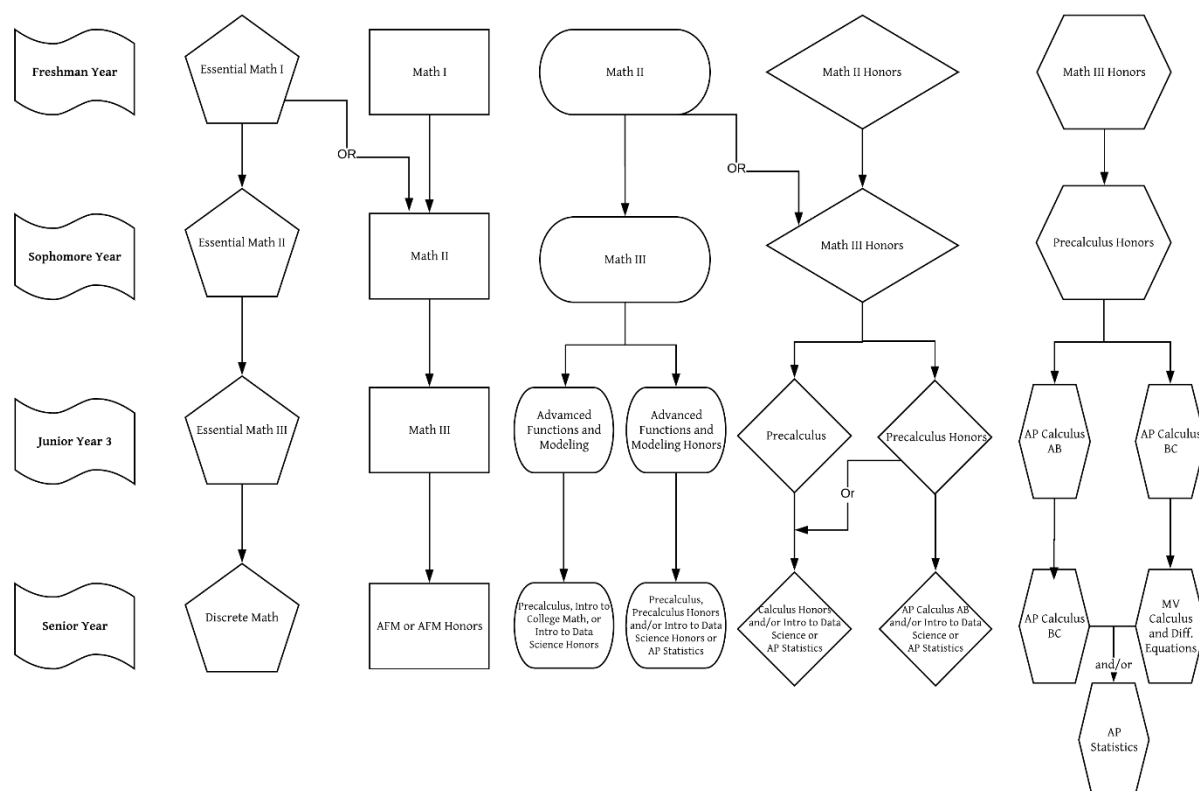 Freshman Year
Essential Math I
Math I
Math II
Math II Honors
Math III Honors
OR
OR
Sophomore Year
Essential Math II
Math II
Math III
Math III Honors
Precalculus Honors
Junior Year 3
Essential Math III
Math III
Advamced
Functions and
Modeling
Advanced
Functions and
Modeling Honors
Precalculus
Precalculus Honors
AP Calculus
AB
AP Calculus
BC
Or
Senior Year
Discrete Math
AFM or AFM Honors
Precalculus, Intro to
College Math, or
Intro to Data
Science Honors
Precalculus,
Precalculus Honors
and/or Intro to Data
Science Honors or
AP Statistics
Calculus Honors
and/or Intro to Data
Science or
AP Statistics
AP Calculus AB
and/or Intro to Data
Science or
AP Statistics
AP Calculus
BC
MV
Calculus
and Diff.
Equations
and/or
AP
Statistics